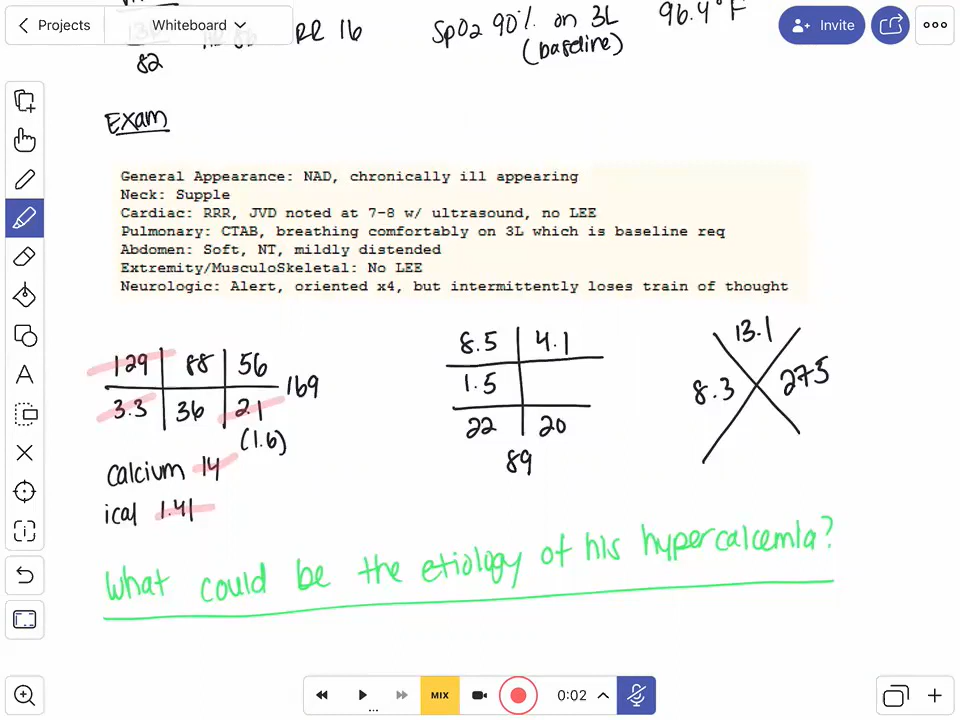 Projects
Whiteboard
RR 16
SpO2 90% on 3L
(baseline)
96.4°F
Invite
82
Exam
General Appearance: NAD, chronically ill appearing
Neck: Supple
Cardiac: RRR, JVD noted at 7-8 w/ ultrasound, no LEE
Pulmonary: CTAB, breathing comfortably on 3L which is baseline req
Abdomen: Soft, NT, mildly distended
Extremity/MusculoSkeletal: No LEE
Neurologic: Alert, oriented x4, but intermittently loses train of thought
129 88 56
169
3.3 36 2.1
(1.6)
calcium 14
ical 1.41
8.5 4.1
1.5
22 20
89
13.1
8.3 275
What could be the etiology of his hypercalcemia?
MIX
0:02